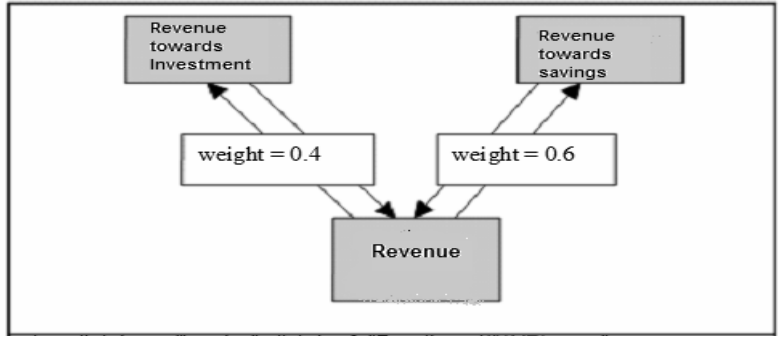 Revenue
towards
Investment
Revenue
towards
savings
weight = 0.4
weight = 0.6
Revenue